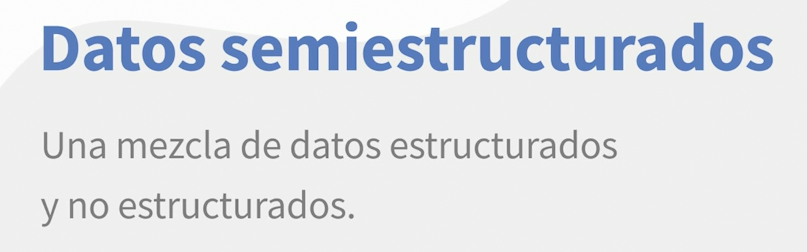 Datos semiestructurados
Una mezcla de datos estructurados
y no estructurados.